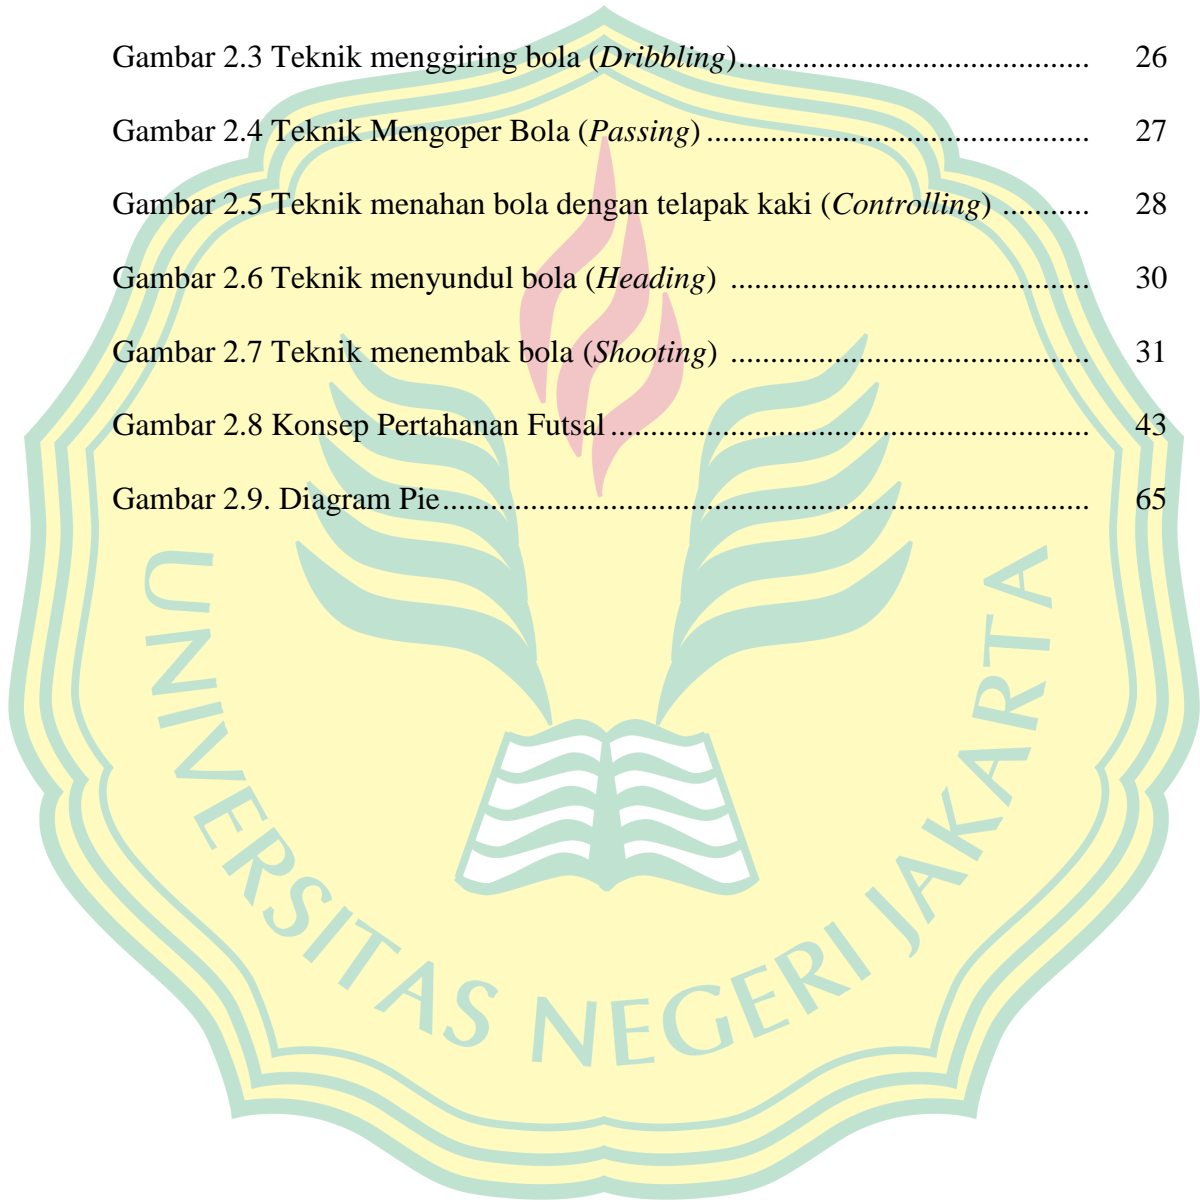 Gambar 2.3 Teknik menggiring bola (Dribbling)........................................... 26
Gambar 2.4 Teknik Mengoper Bola (Passing) .............................................. 27
Gambar 2.5 Teknik menahan bola dengan telapak kaki (Controlling) ........... 28
Gambar 2.6 Teknik menyundul bola (Heading) ............................................ 30
Gambar 2.7 Teknik menembak bola (Shooting) ............................................ 31
Gambar 2.8 Konsep Pertahanan Futsal .......................................................... 43
Gambar 2.9. Diagram Pie................................................................................ 65
UNIVERSITAS NEGERI JAKARTA